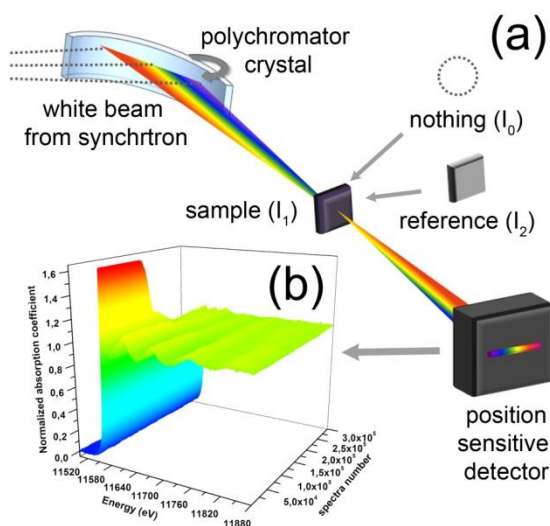 (a)
polychromator
crystal
white beam
from synchrtron
nothing (I₀)
sample (I₁)
reference (I₂)
(b)
position
sensitive
detector
Normalized absorption coefficient
1,6
1,4
1,2
1,0
0,8
0,6
0,4
0,2
0,0
11520
11580
11640
11700
11760
11820
11880
Energy (eV)
3,0x10⁵
2,5x10⁵
2,0x10⁵
1,5x10⁵
1,0x10⁵
5,0x10⁴
spectra number